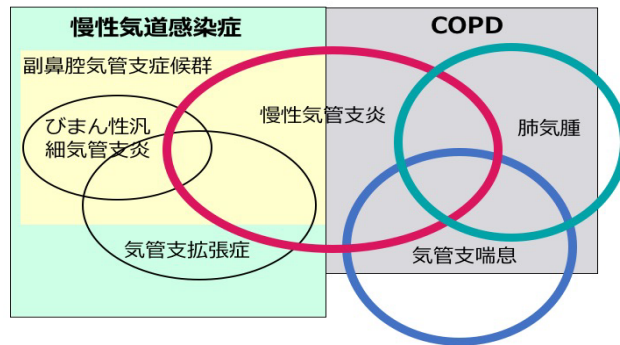 慢性気道感染症
COPD
副鼻腔気管支症候群
慢性気管支炎
びまん性汎
細気管支炎
肺気腫
気管支拡張症
気管支喘息